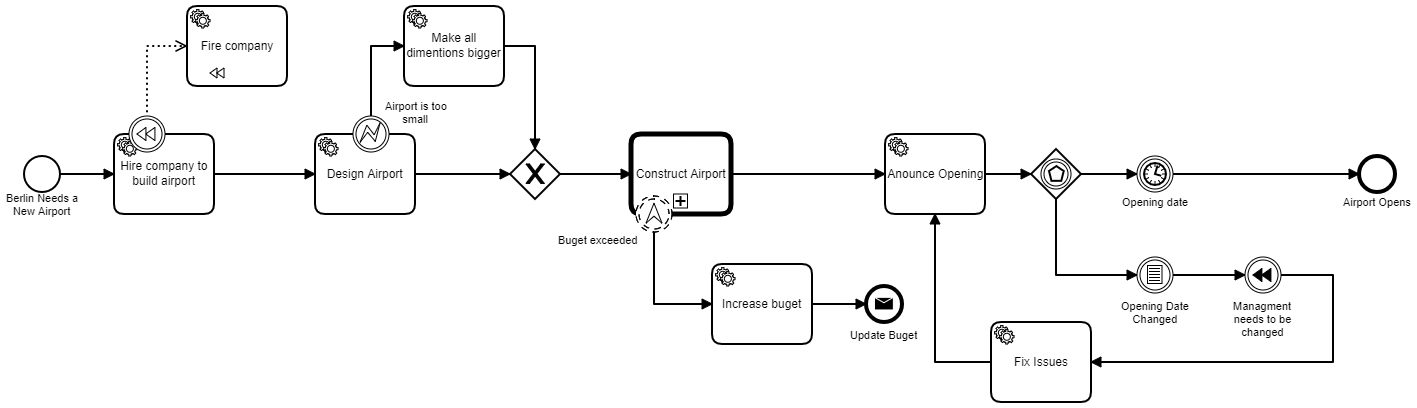 Fire company
Make all
dimentions bigger
Airport is too
small
Berlin Needs a
New Airport
Hire company to
build airport
Design Airport
X
Construct Airport
Buget exceeded
Increase buget
Update Buget
Anounce Opening
Opening date
Airport Opens
Opening Date
Changed
Managment
needs to be
changed
Fix Issues